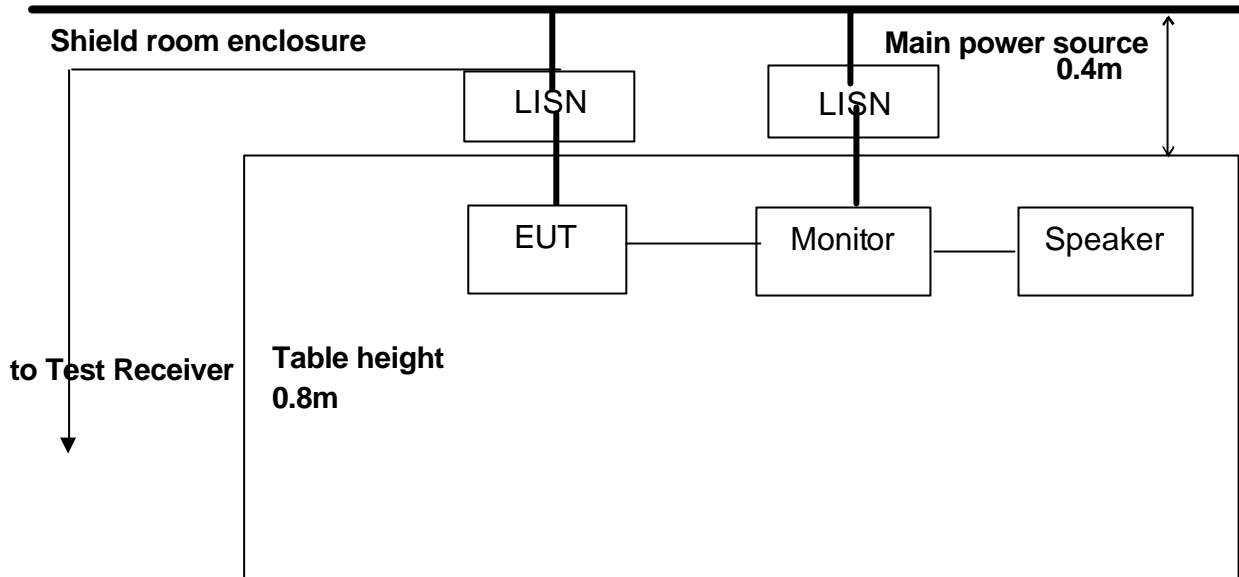 Shield room enclosure
Main power source
0.4m
LISN
LISN
EUT
Monitor
Speaker
to Test Receiver
Table height
0.8m